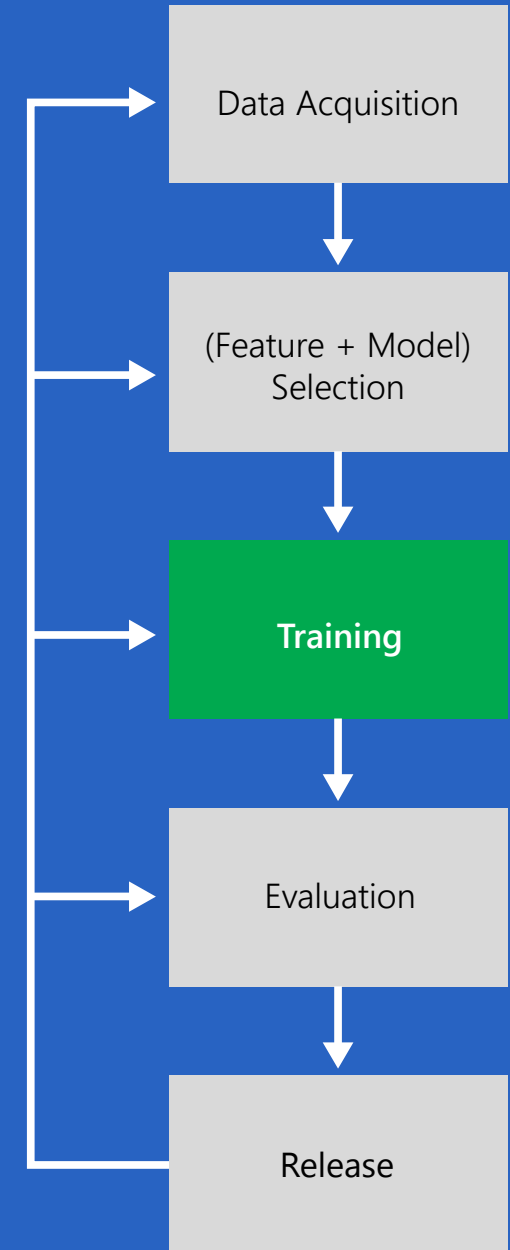 Data Acquisition
(Feature + Model)
Selection
Training
Evaluation
Release